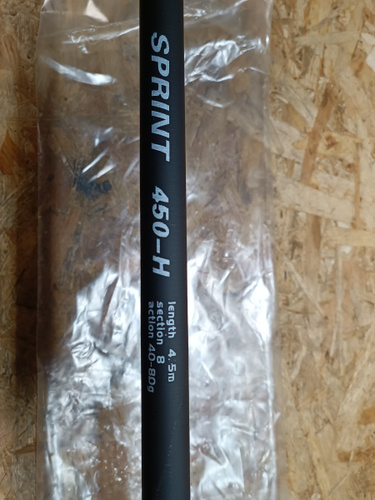 SPRINT 450-H
length 4.5m
section 8
action 40-80g